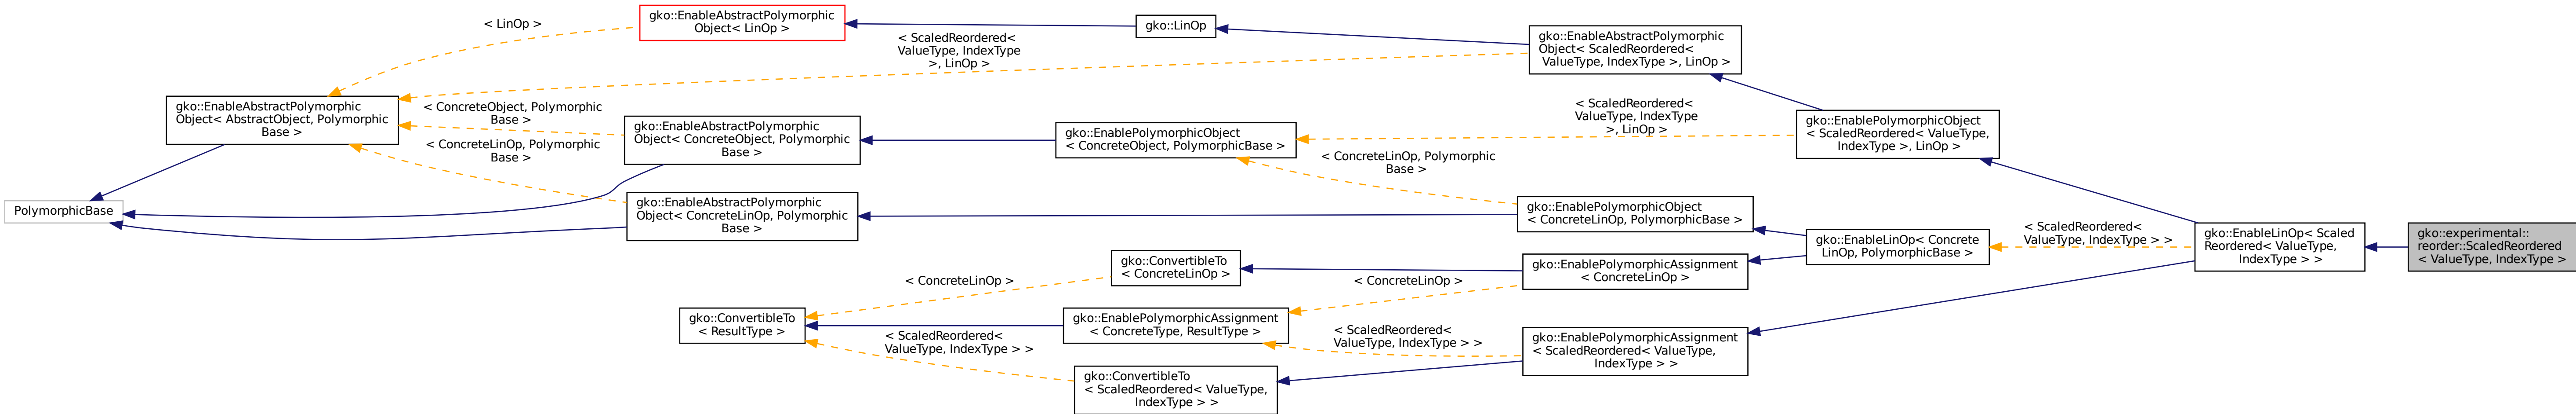 gko::EnableAbstractPolymorphic
Object< LinOp >
< LinOp >
gko::LinOp
< ScaledReordered<
ValueType, IndexType
>, LinOp >
gko::EnableAbstractPolymorphic
Object< ScaledReordered<
ValueType, IndexType >, LinOp >
gko::EnableAbstractPolymorphic
Object< AbstractObject, Polymorphic
Base >
< ConcreteObject, Polymorphic
Base >
< ConcreteLinOp, Polymorphic
Base >
gko::EnableAbstractPolymorphic
Object< ConcreteObject, Polymorphic
Base >
gko::EnablePolymorphicObject
< ConcreteObject, PolymorphicBase >
< ScaledReordered<
ValueType, IndexType
>, LinOp >
gko::EnablePolymorphicObject
< ScaledReordered< ValueType,
IndexType >, LinOp >
< ConcreteLinOp, Polymorphic
Base >
PolymorphicBase
gko::EnableAbstractPolymorphic
Object< ConcreteLinOp, Polymorphic
Base >
gko::EnablePolymorphicObject
< ConcreteLinOp, PolymorphicBase >
gko::EnableLinOp< Concrete
LinOp, PolymorphicBase >
< ScaledReordered<
ValueType, IndexType > >
gko::EnableLinOp< Scaled
Reordered< ValueType,
IndexType > >
gko::experimental::
reorder::ScaledReordered
< ValueType, IndexType >
gko::ConvertibleTo
< ConcreteLinOp >
gko::EnablePolymorphicAssignment
< ConcreteLinOp >
< ConcreteLinOp >
< ConcreteLinOp >
gko::ConvertibleTo
< ResultType >
gko::EnablePolymorphicAssignment
< ConcreteType, ResultType >
< ScaledReordered<
ValueType, IndexType > >
< ScaledReordered<
ValueType, IndexType > >
gko::EnablePolymorphicAssignment
< ScaledReordered< ValueType,
IndexType > >
gko::ConvertibleTo
< ScaledReordered< ValueType,
IndexType > >